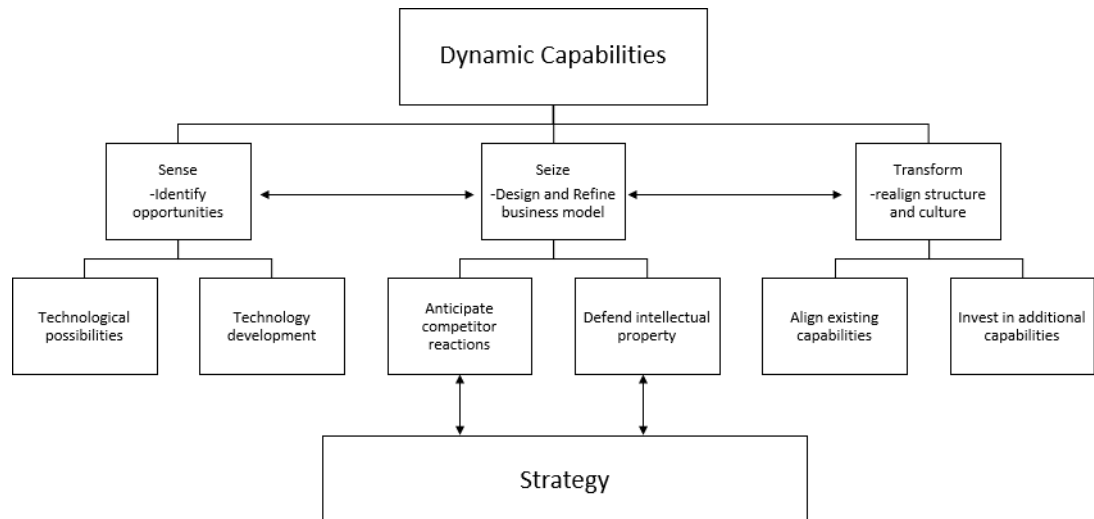 Dynamic Capabilities
Sense
-Identify
opportunities
Seize
-Design and Refine
business model
Transform
-realign structure
and culture
Technological
possibilities
Technology
development
Anticipate
competitor
reactions
Defend intellectual
property
Align existing
capabilities
Invest in additional
capabilities
Strategy